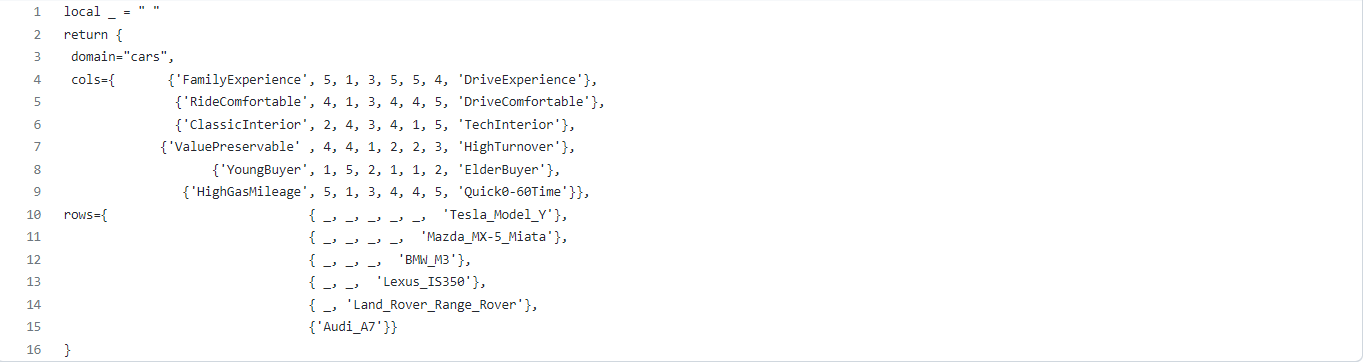 1 local _ = " "
2 return {
3 domain="cars",
4 cols={ {'FamilyExperience', 5, 1, 3, 5, 5, 4, 'DriveExperience'},
5 {'RideComfortable', 4, 1, 3, 4, 4, 5, 'DriveComfortable'},
6 {'ClassicInterior', 2, 4, 3, 4, 1, 5, 'TechInterior'},
7 {'ValuePreservable' , 4, 4, 1, 2, 2, 3, 'HighTurnover'},
8 {'YoungBuyer', 1, 5, 2, 1, 1, 2, 'ElderBuyer'},
9 {'HighGasMileage', 5, 1, 3, 4, 4, 5, 'Quick0-60Time'}},
10 rows={ { _, _, _, _, _, 'Tesla_Model_Y'},
11 { _, _, _, _, 'Mazda_MX-5_Miata'},
12 { _, _, _, 'BMW_M3'},
13 { _, _, 'Lexus_IS350'},
14 { _, 'Land_Rover_Range_Rover'},
15 {'Audi_A7'}}
16 }